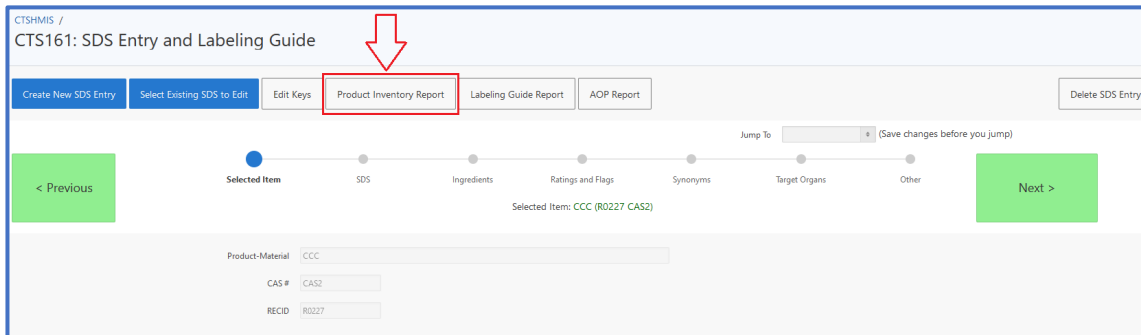 CTSHMIS /
CTS161: SDS Entry and Labeling Guide
Create New SDS Entry Select Existing SDS to Edit Edit Keys Product Inventory Report Labeling Guide Report AOP Report Delete SDS Entry
Jump To (Save changes before you jump)
< Previous
Selected Item SDS Ingredients Ratings and Flags Synonyms Target Organs Other
Next >
Selected Item: CCC (R0227 CAS2)
Product-Material CCC
CAS # CAS2
RECID R0227